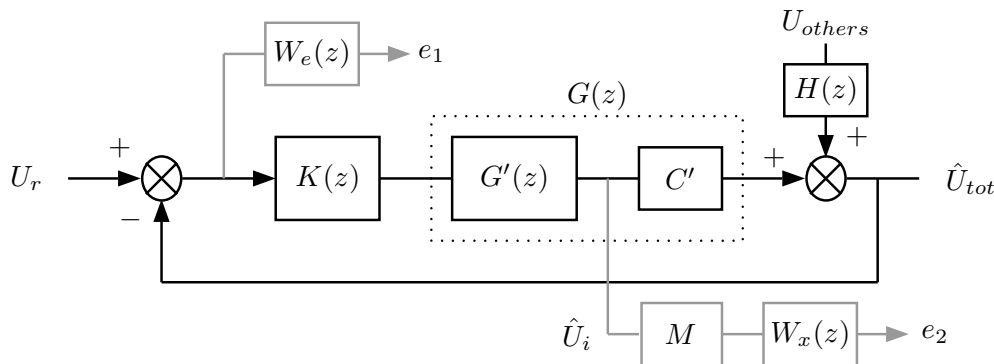 U_others
W_e(z)
e_1
H(z)
G(z)
+
+
+
U_r
K(z)
G'(z)
C'
Û_tot
−
Û_i
M
W_x(z)
e_2